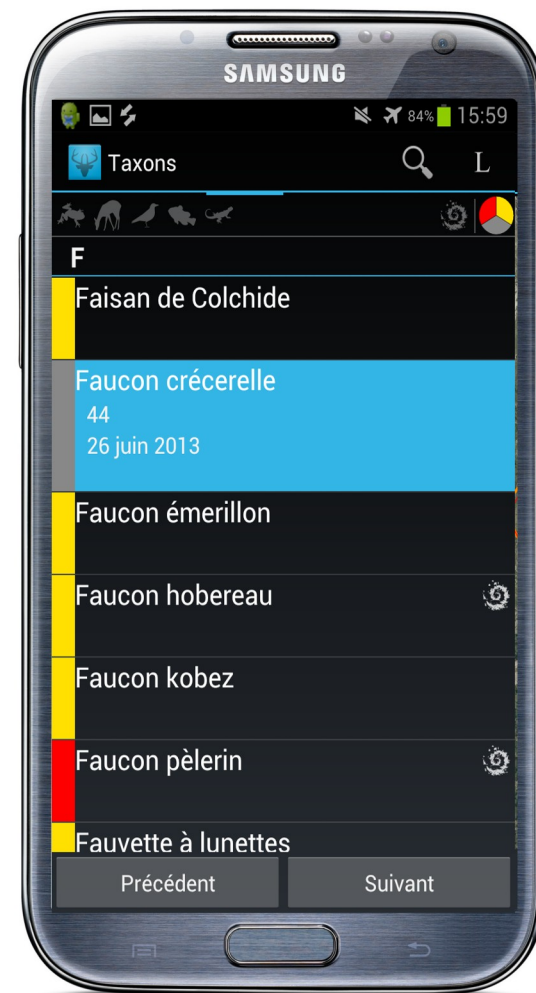 SAMSUNG
84% 15:59
Taxons L
F
Faisan de Colchide
Faucon crécerelle
44
26 juin 2013
Faucon émerillon
Faucon hobereau
Faucon kobez
Faucon pèlerin
Fauvette à lunettes
Précédent Suivant